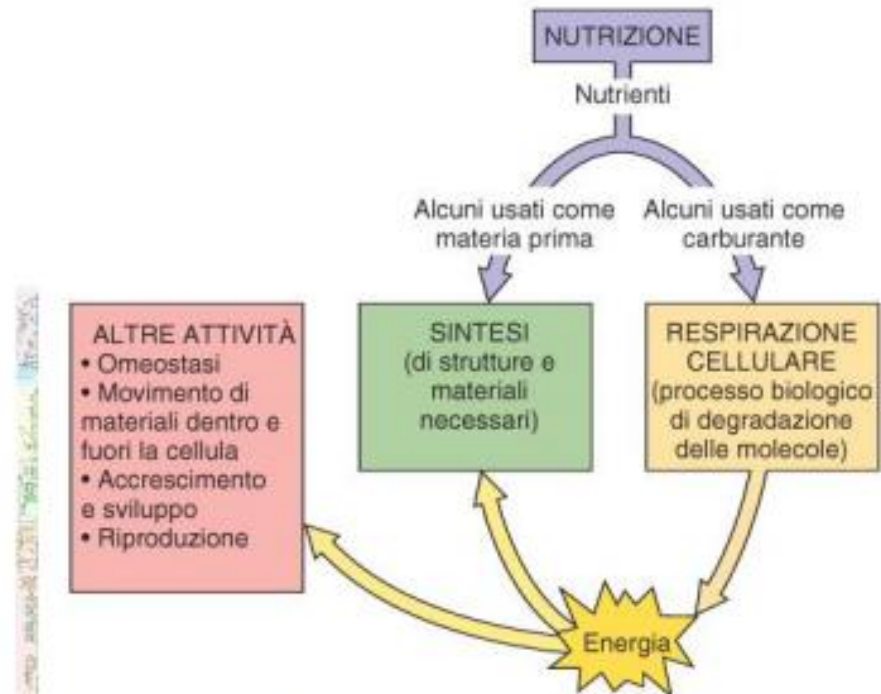 NUTRIZIONE
Nutrienti
Alcuni usati come
materia prima
Alcuni usati come
carburante
ALTRE ATTIVITÀ
• Omeostasi
• Movimento di
materiali dentro e
fuori la cellula
• Accrescimento
e sviluppo
• Riproduzione
SINTESI
(di strutture e
materiali
necessari)
RESPIRAZIONE
CELLULARE
(processo biologico
di degradazione
delle molecole)
Energia